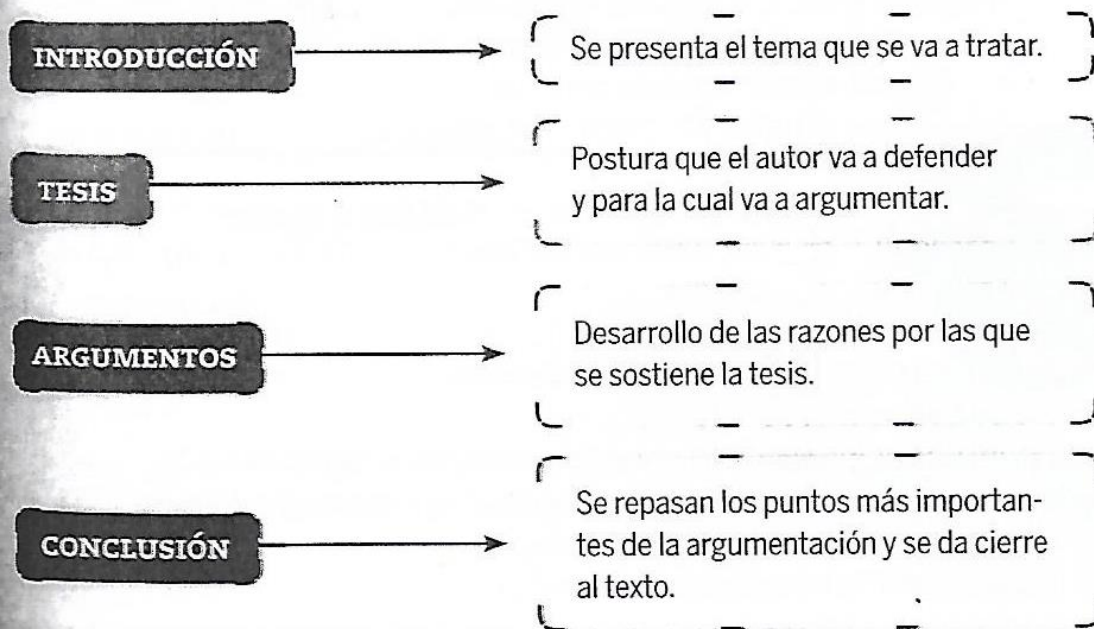 INTRODUCCIÓN
Se presenta el tema que se va a tratar.
TESIS
Postura que el autor va a defender
y para la cual va a argumentar.
ARGUMENTOS
Desarrollo de las razones por las que
se sostiene la tesis.
CONCLUSIÓN
Se repasan los puntos más importan-
tes de la argumentación y se da cierre
al texto.